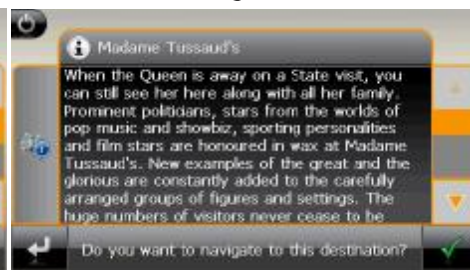 Madame Tussaud's
When the Queen is away on a State visit, you
can still see her here along with all her family.
Prominent politicians, stars from the worlds of
pop music and showbiz, sporting personalities
and film stars are honoured in wax at Madame
Tussaud's. New examples of the great and the
glorious are constantly added to the carefully
arranged groups of figures and settings. The
huge numbers of visitors never cease to be
Do you want to navigate to this destination?